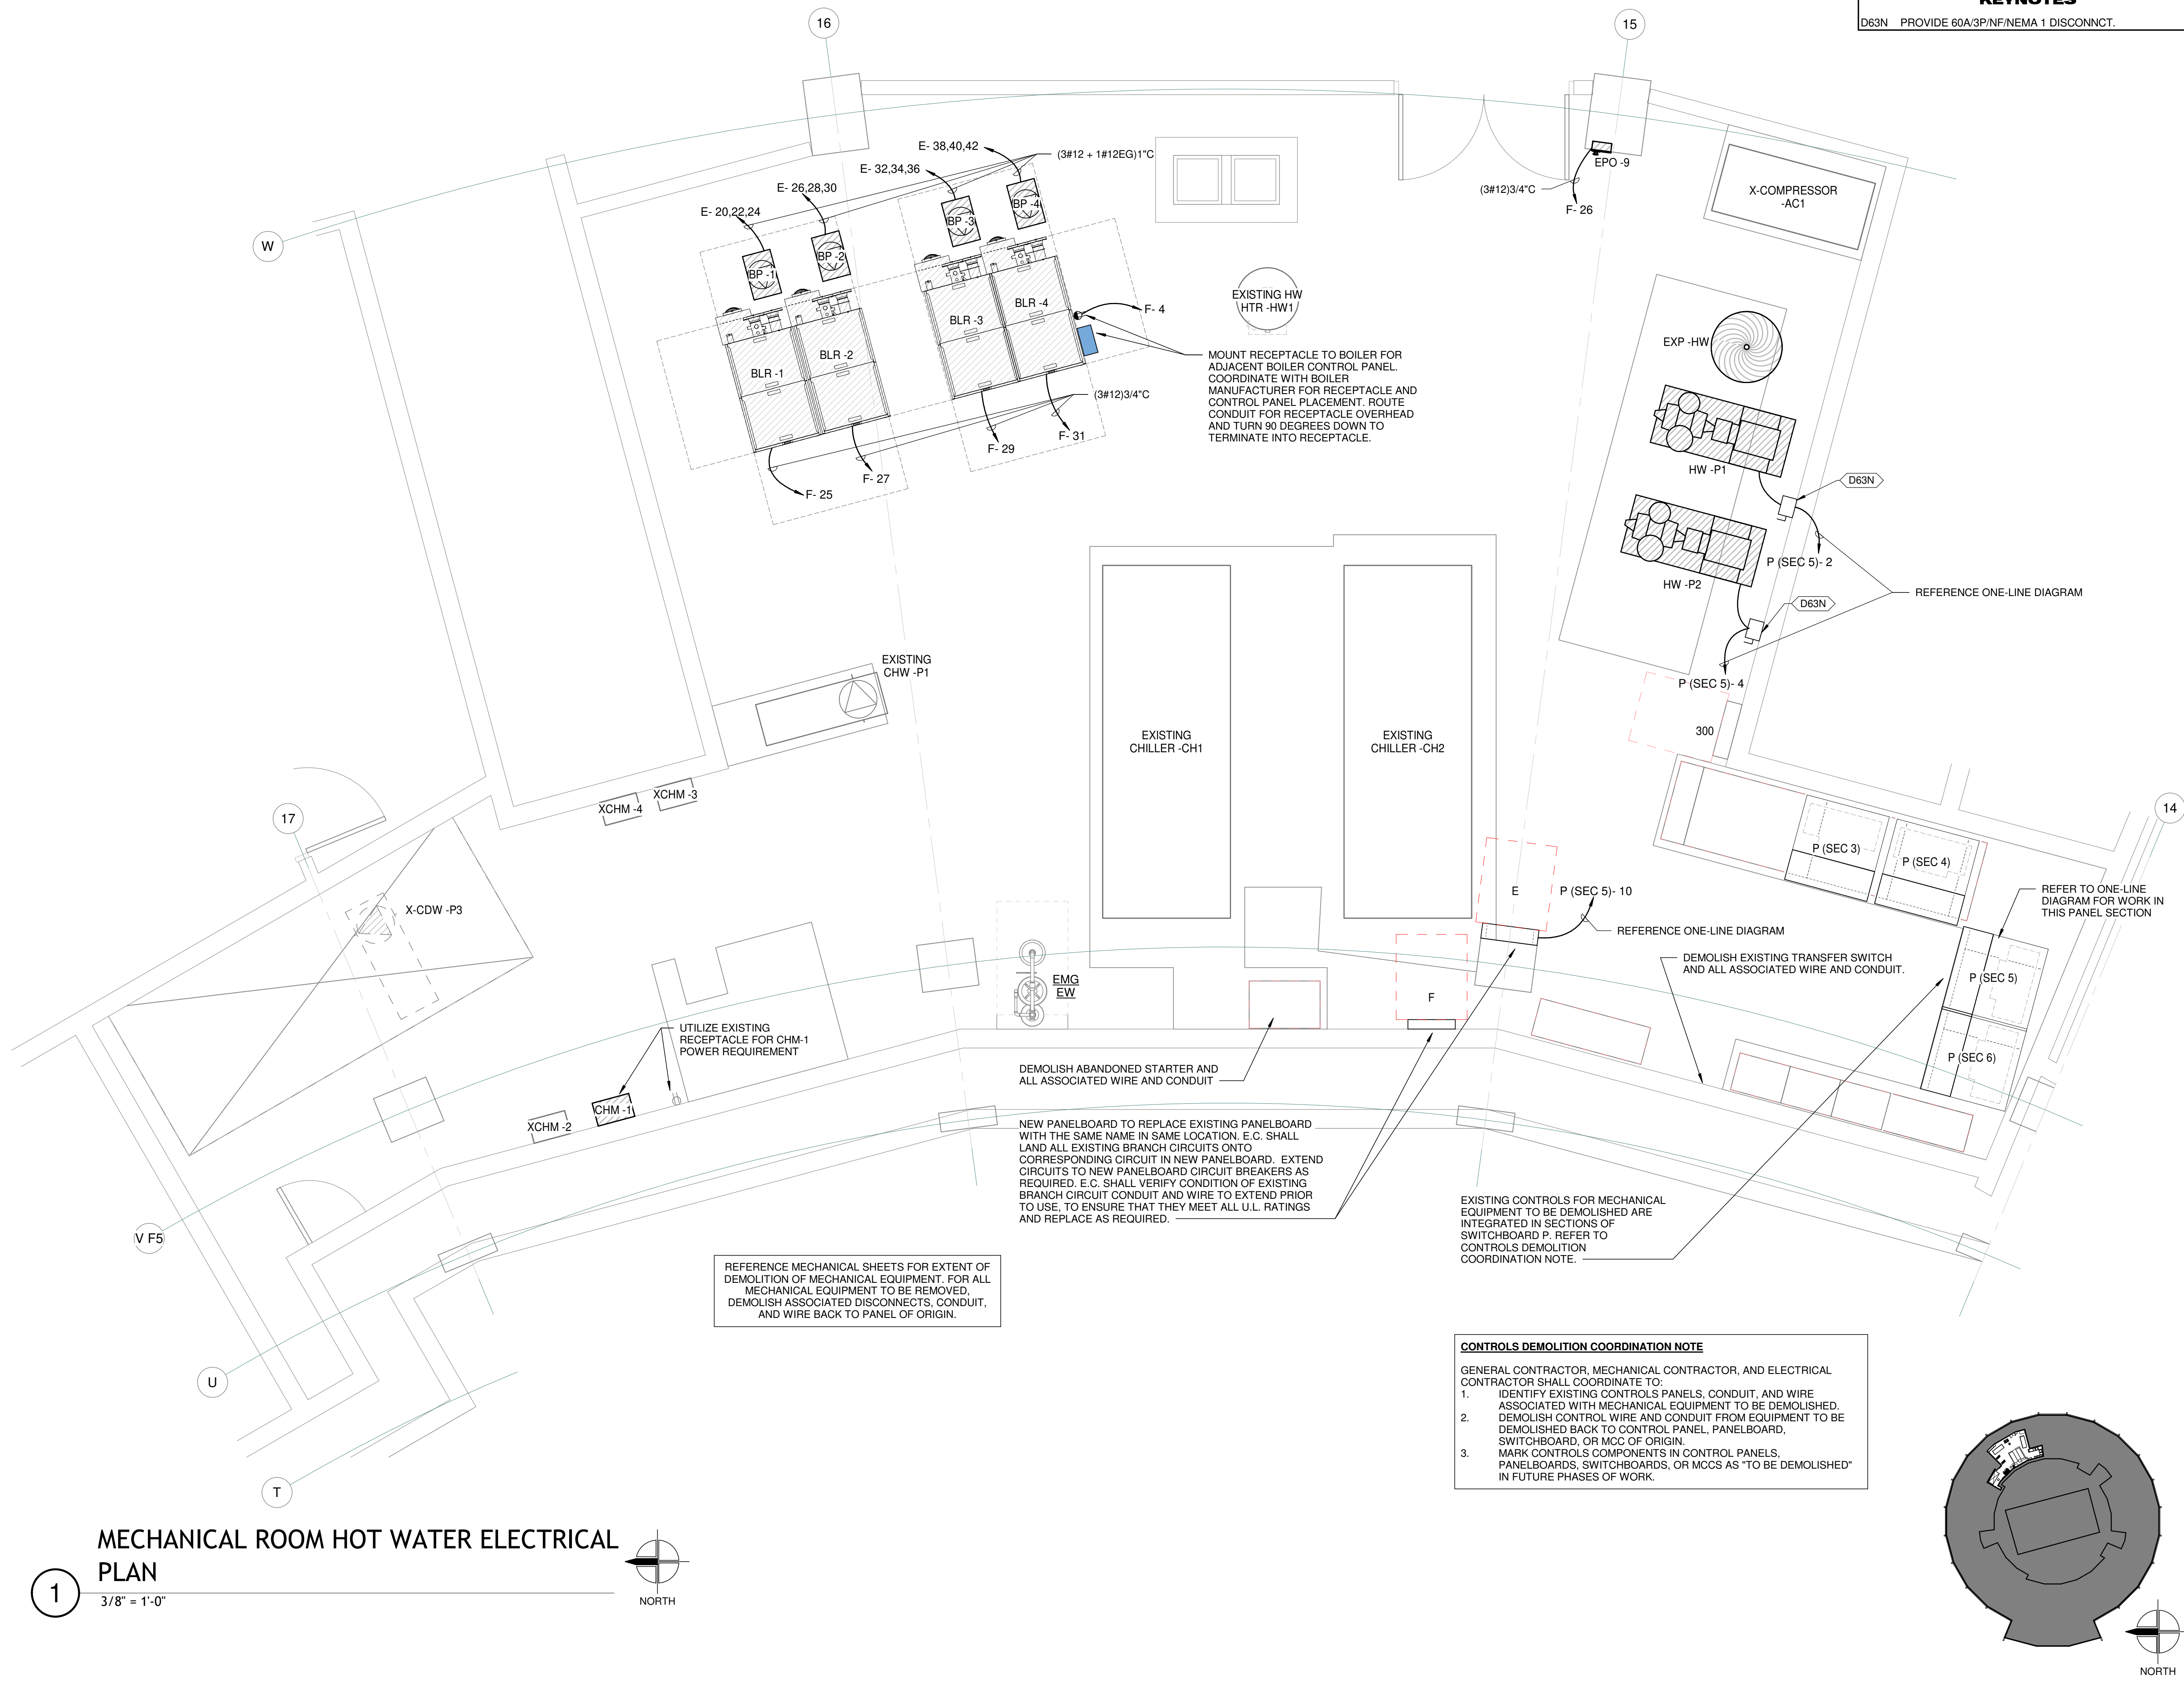 KEYNOTES
D63N PROVIDE 60A/3P/NF/NEMA 1 DISCONNCT.
16
15
E- 38,40,42
(3#12 + 1#12EG)1"C
E- 32,34,36
E- 26,28,30
E- 20,22,24
BP -4
BP -3
BP -2
BP -1
EPO -9
(3#12)3/4"C
F- 26
X-COMPRESSOR
-AC1
W
BLR -4
BLR -3
BLR -2
BLR -1
F- 4
EXISTING HW
HTR -HW1
EXP -HW
MOUNT RECEPTACLE TO BOILER FOR
ADJACENT BOILER CONTROL PANEL.
COORDINATE WITH BOILER
MANUFACTURER FOR RECEPTACLE AND
CONTROL PANEL PLACEMENT. ROUTE
CONDUIT FOR RECEPTACLE OVERHEAD
AND TURN 90 DEGREES DOWN TO
TERMINATE INTO RECEPTACLE.
(3#12)3/4"C
F- 31
F- 29
F- 27
F- 25
HW -P1
D63N
P (SEC 5)- 2
HW -P2
D63N
REFERENCE ONE-LINE DIAGRAM
P (SEC 5)- 4
300
EXISTING
CHW -P1
EXISTING
CHILLER -CH1
EXISTING
CHILLER -CH2
XCHM -4
XCHM -3
17
14
P (SEC 3)
P (SEC 4)
E
P (SEC 5)- 10
REFER TO ONE-LINE
DIAGRAM FOR WORK IN
THIS PANEL SECTION
X-CDW -P3
REFERENCE ONE-LINE DIAGRAM
DEMOLISH EXISTING TRANSFER SWITCH
AND ALL ASSOCIATED WIRE AND CONDUIT.
P (SEC 5)
EMG
EW
F
UTILIZE EXISTING
RECEPTACLE FOR CHM-1
POWER REQUIREMENT
P (SEC 6)
DEMOLISH ABANDONED STARTER AND
ALL ASSOCIATED WIRE AND CONDUIT
CHM -1
XCHM -2
NEW PANELBOARD TO REPLACE EXISTING PANELBOARD
WITH THE SAME NAME IN SAME LOCATION. E.C. SHALL
LAND ALL EXISTING BRANCH CIRCUITS ONTO
CORRESPONDING CIRCUIT IN NEW PANELBOARD. EXTEND
CIRCUITS TO NEW PANELBOARD CIRCUIT BREAKERS AS
REQUIRED. E.C. SHALL VERIFY CONDITION OF EXISTING
BRANCH CIRCUIT CONDUIT AND WIRE TO EXTEND PRIOR
TO USE, TO ENSURE THAT THEY MEET ALL U.L. RATINGS
AND REPLACE AS REQUIRED.
EXISTING CONTROLS FOR MECHANICAL
EQUIPMENT TO BE DEMOLISHED ARE
INTEGRATED IN SECTIONS OF
SWITCHBOARD P. REFER TO
CONTROLS DEMOLITION
COORDINATION NOTE.
V F5
REFERENCE MECHANICAL SHEETS FOR EXTENT OF
DEMOLITION OF MECHANICAL EQUIPMENT. FOR ALL
MECHANICAL EQUIPMENT TO BE REMOVED,
DEMOLISH ASSOCIATED DISCONNECTS, CONDUIT,
AND WIRE BACK TO PANEL OF ORIGIN.
CONTROLS DEMOLITION COORDINATION NOTE
GENERAL CONTRACTOR, MECHANICAL CONTRACTOR, AND ELECTRICAL
CONTRACTOR SHALL COORDINATE TO:
1. IDENTIFY EXISTING CONTROLS PANELS, CONDUIT, AND WIRE
ASSOCIATED WITH MECHANICAL EQUIPMENT TO BE DEMOLISHED.
2. DEMOLISH CONTROL WIRE AND CONDUIT FROM EQUIPMENT TO BE
DEMOLISHED BACK TO CONTROL PANEL, PANELBOARD,
SWITCHBOARD, OR MCC OF ORIGIN.
3. MARK CONTROLS COMPONENTS IN CONTROL PANELS,
PANELBOARDS, SWITCHBOARDS, OR MCCS AS "TO BE DEMOLISHED"
IN FUTURE PHASES OF WORK.
U
T
MECHANICAL ROOM HOT WATER ELECTRICAL
PLAN
1
3/8" = 1'-0"
NORTH
NORTH